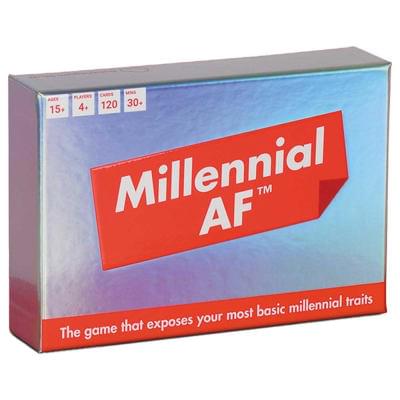 AGES PLAYERS CARDS MINS
15+ 4+ 120 30+
Millennial
AF™
The game that exposes your most basic millennial traits